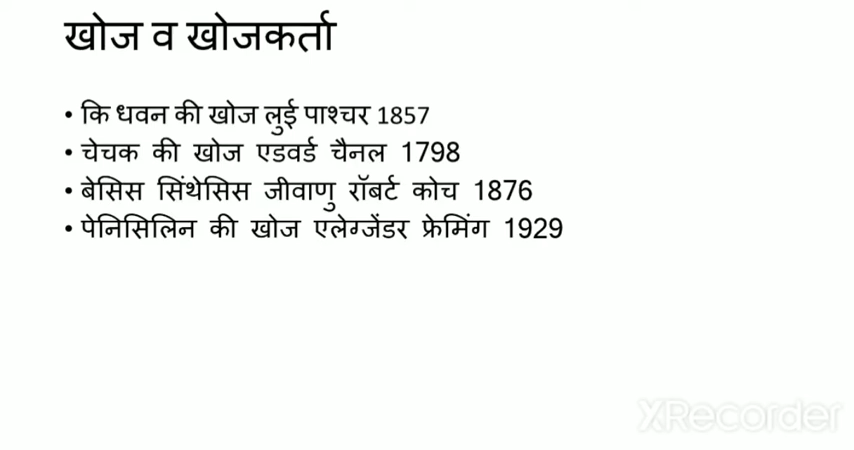 खोज व खोजकर्ता
• कि धवन की खोज लुई पाश्चर 1857
• चेचक की खोज एडवर्ड चैनल 1798
• बेसिस सिंथेसिस जीवाणु रॉबर्ट कोच 1876
• पेनिसिलिन की खोज एलेग्जेंडर फ्रेमिंग 1929
XRecorder